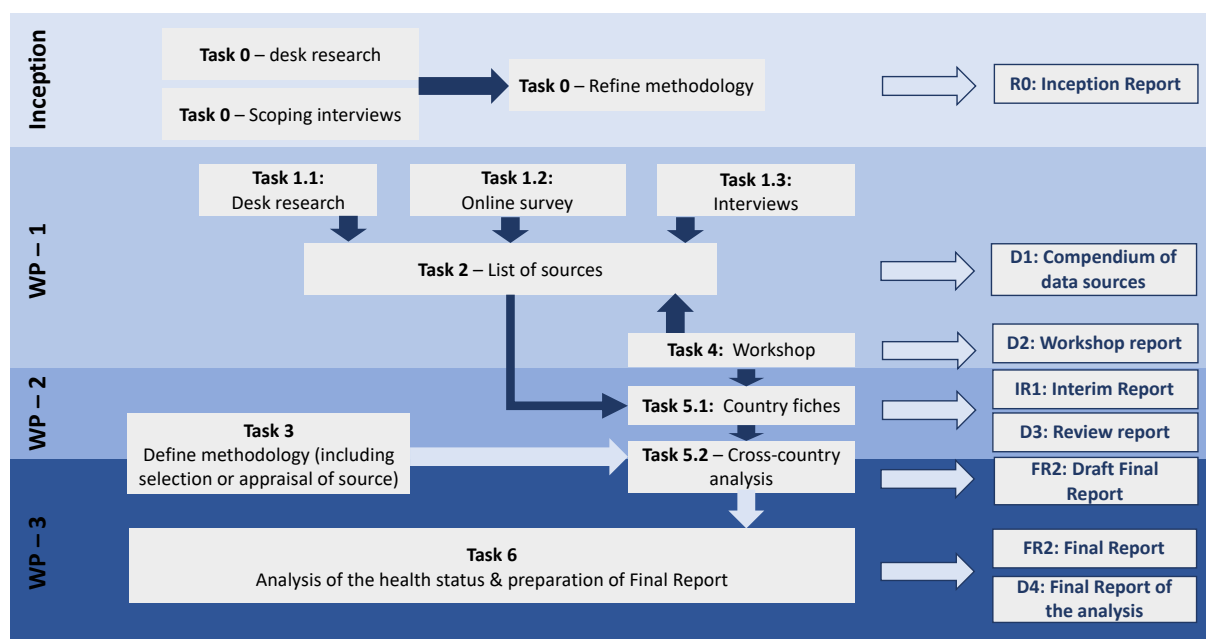 Inception
Task 0 – desk research
Task 0 – Scoping interviews
Task 0 – Refine methodology
R0: Inception Report
WP – 1
Task 1.1:
Desk research
Task 1.2:
Online survey
Task 1.3:
Interviews
Task 2 – List of sources
D1: Compendium of
data sources
Task 4: Workshop
D2: Workshop report
WP – 2
Task 5.1: Country fiches
IR1: Interim Report
D3: Review report
Task 3
Define methodology (including
selection or appraisal of source)
Task 5.2 – Cross-country
analysis
FR2: Draft Final
Report
WP – 3
Task 6
Analysis of the health status & preparation of Final Report
FR2: Final Report
D4: Final Report of
the analysis